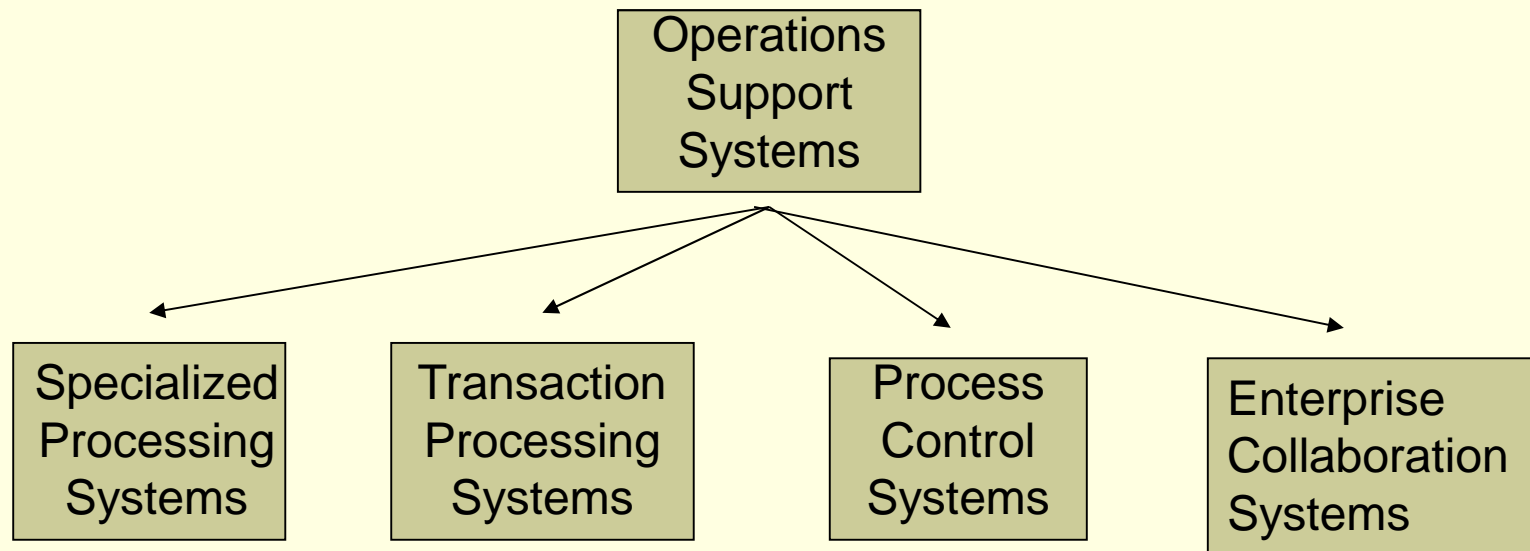 Operations
Support
Systems
Specialized
Processing
Systems
Transaction
Processing
Systems
Process
Control
Systems
Enterprise
Collaboration
Systems